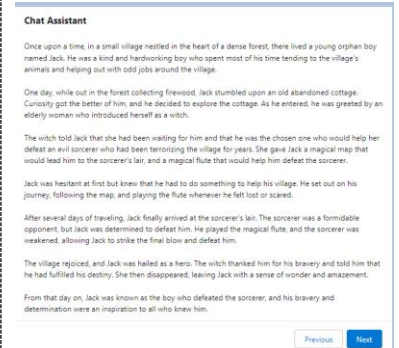 Chat Assistant
Once upon a time, in a small village nestled in the heart of a dense forest, there lived a young orphan boy
named Jack. He was a kind and hardworking boy who spent most of his time tending to the village's
animals and helping out with odd jobs around the village.
One day, while out in the forest collecting firewood, Jack stumbled upon an old abandoned cottage.
Curiosity got the better of him, and he decided to explore the cottage. As he entered, he was greeted by an
elderly woman who introduced herself as a witch.
The witch told Jack that she had been waiting for him and that he was the chosen one who would help her
defeat an evil sorcerer who had been terrorizing the village for years. She gave Jack a magical map that
would lead him to the sorcerer's lair, and a magical flute that would help him defeat the sorcerer.
Jack was hesitant at first but knew that he had to do something to help his village. He set out on his
journey, following the map, and playing the flute whenever he felt lost or scared.
After several days of traveling, Jack finally arrived at the sorcerer's lair. The sorcerer was a formidable
opponent, but Jack was determined to defeat him. He played the magical flute, and the sorcerer was
weakened, allowing Jack to strike the final blow and defeat him.
The village rejoiced, and Jack was hailed as a hero. The witch thanked him for his bravery and told him that
he had fulfilled his destiny. She then disappeared, leaving Jack with a sense of wonder and amazement.
From that day on, Jack was known as the boy who defeated the sorcerer, and his bravery and
determination were an inspiration to all who knew him.
Previous
Next